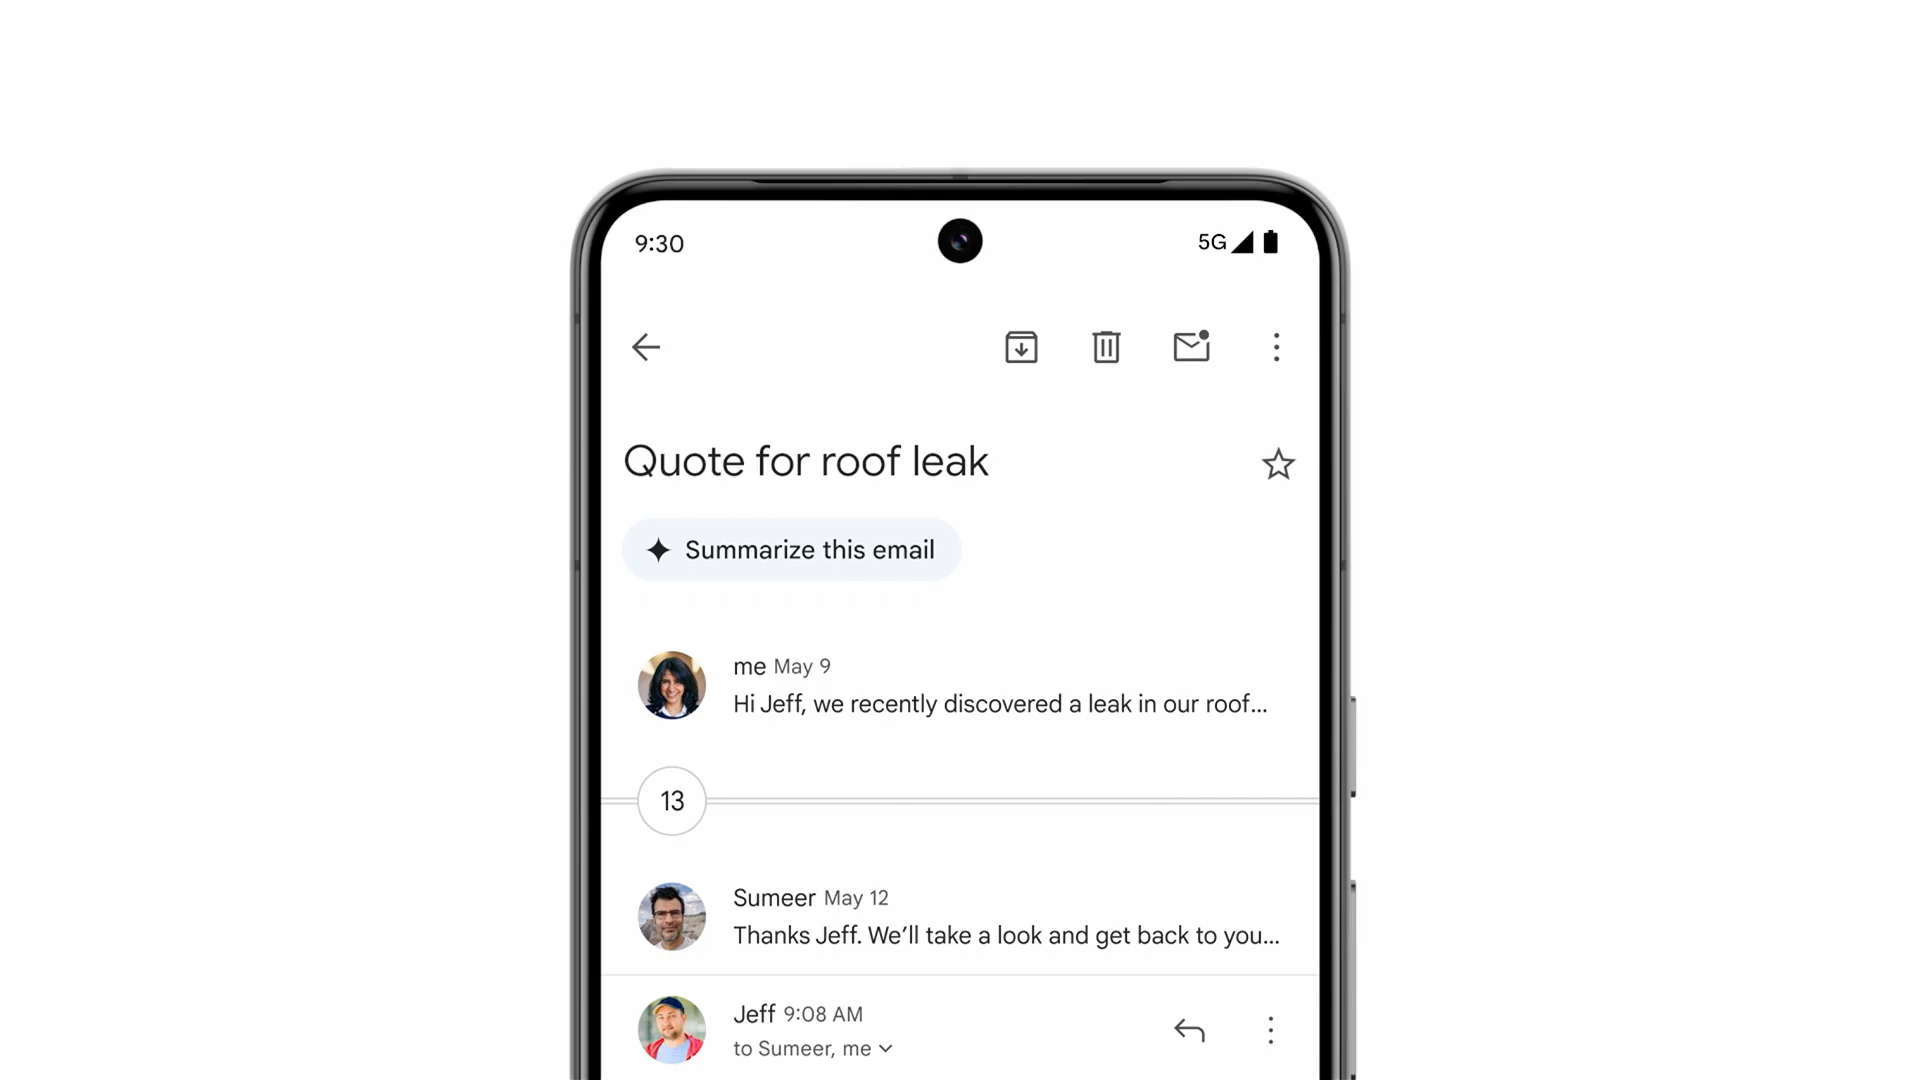 9:30
5G
Quote for roof leak
Summarize this email
me May 9
Hi Jeff, we recently discovered a leak in our roof...
13
Sumeer May 12
Thanks Jeff. We’ll take a look and get back to you...
Jeff 9:08 AM
to Sumeer, me